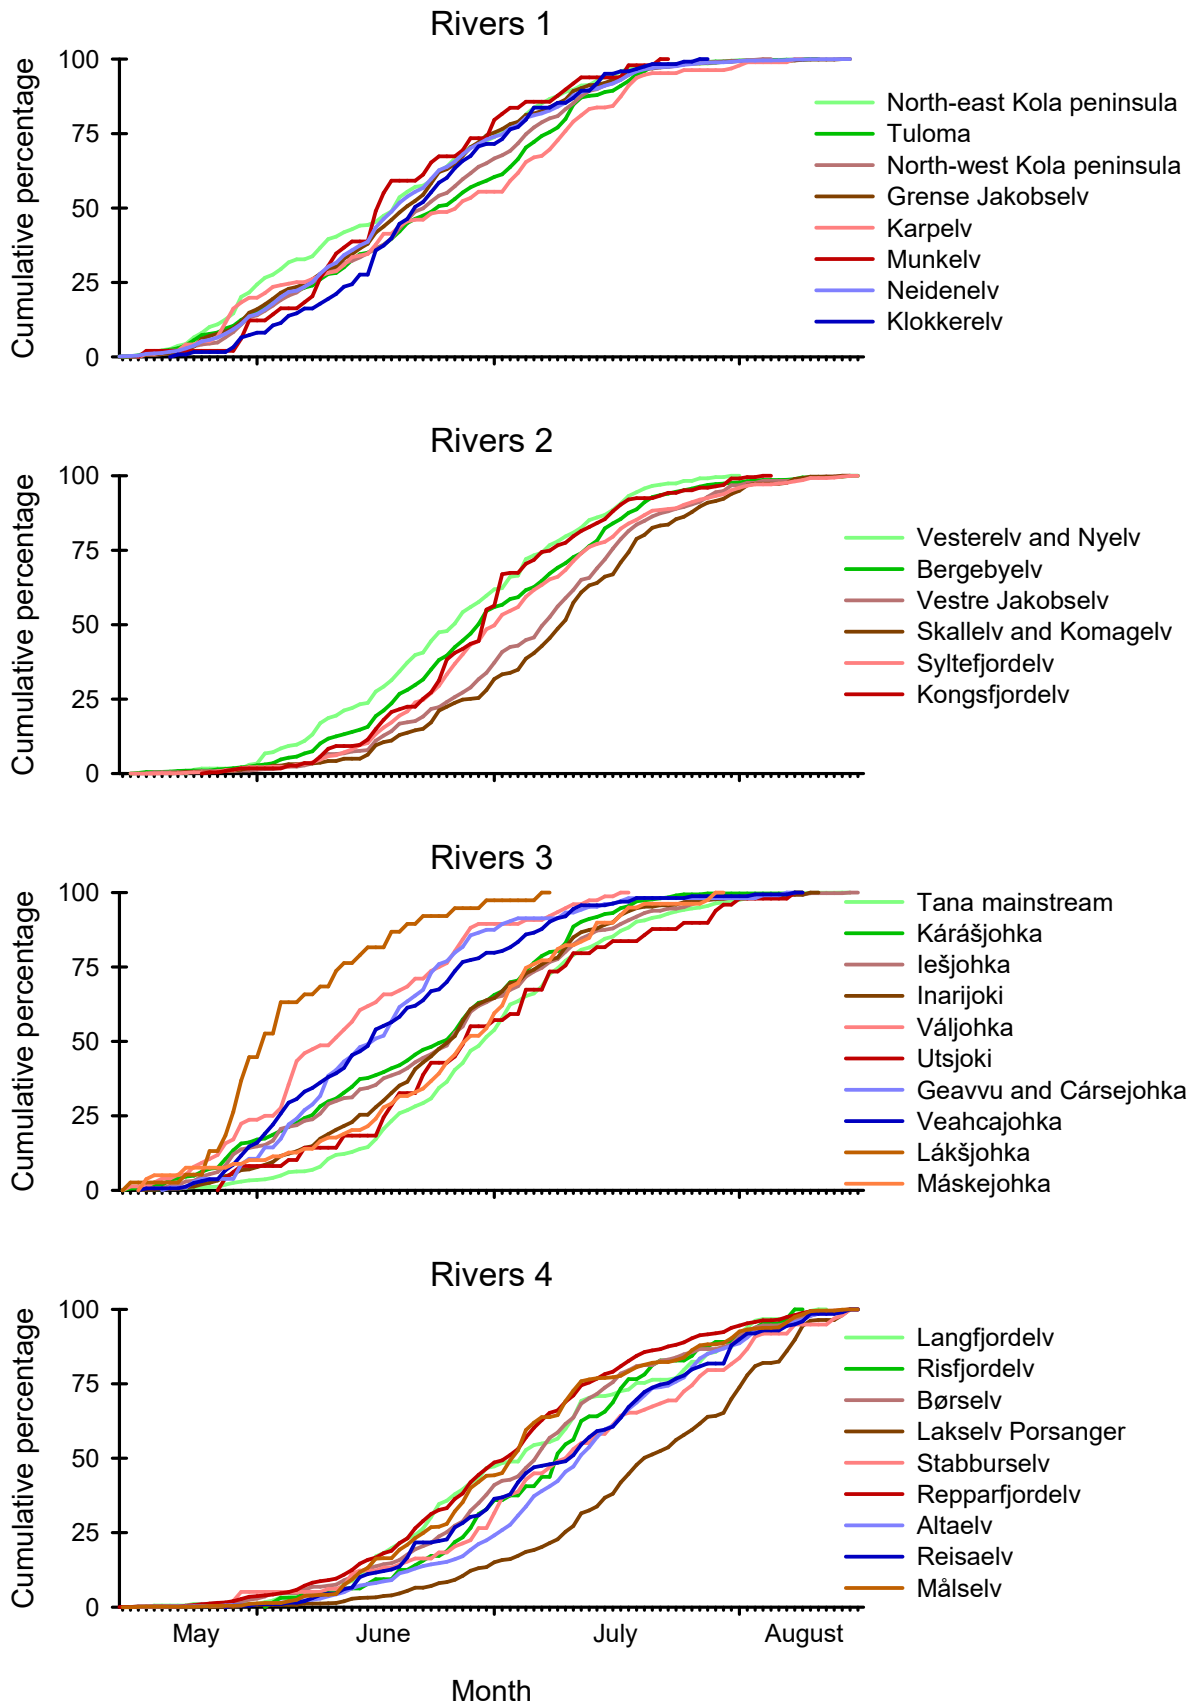 Rivers 1
Cumulative percentage
100
75
50
25
0
North-east Kola peninsula
Tuloma
North-west Kola peninsula
Grense Jakobselv
Karpelv
Munkelv
Neidenelv
Klokkerelv
Rivers 2
Cumulative percentage
100
75
50
25
0
Vesterelv and Nyelv
Bergebyelv
Vestre Jakobselv
Skallelv and Komagelv
Syltefjordelv
Kongsfjordelv
Rivers 3
Cumulative percentage
100
75
50
25
0
Tana mainstream
Kárášjohka
Iešjohka
Inarijoki
Váljohka
Utsjoki
Geavvu and Cársejohka
Veahcajohka
Lákšjohka
Máskejohka
Rivers 4
Cumulative percentage
100
75
50
25
0
Langfjordelv
Risfjordelv
Børselv
Lakselv Porsanger
Stabburselv
Repparfjordelv
Altaelv
Reisaelv
Målselv
May June July August
Month